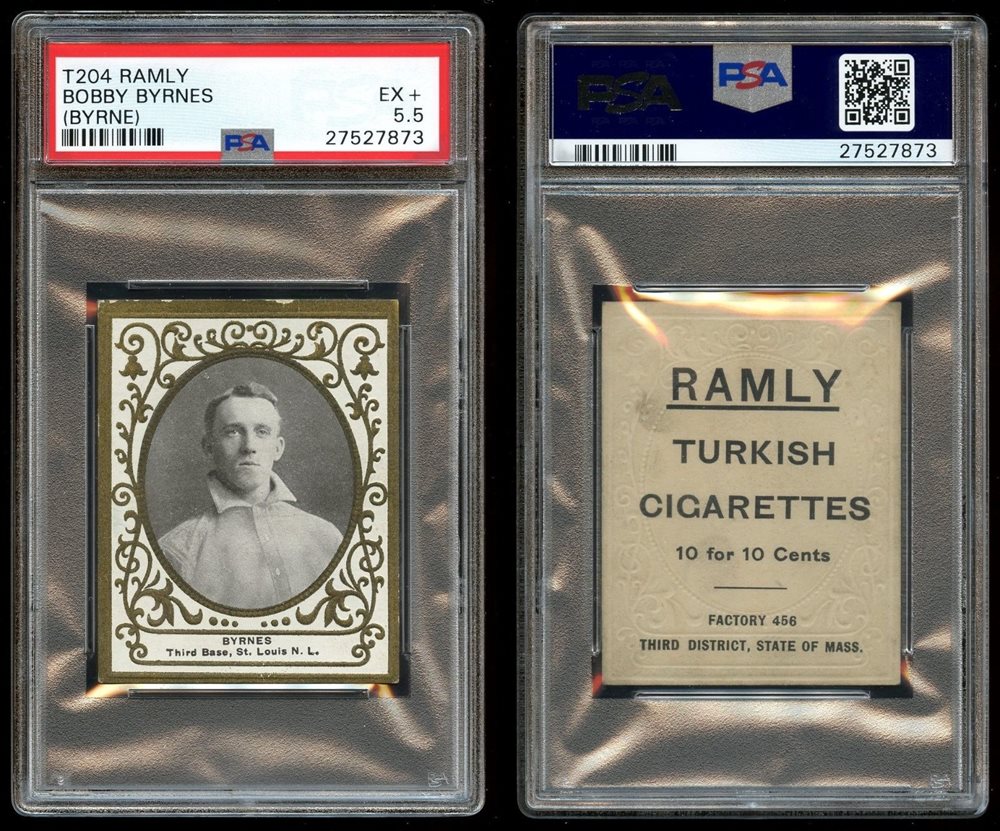 T204 RAMLY
BOBBY BYRNES
EX +
(BYRNE)
5.5
PSA
27527873
BYRNES
Third Base, St. Louis N. L.
PSA
PSA
27527873
RAMLY
TURKISH
CIGARETTES
10 for 10 Cents
FACTORY 456
THIRD DISTRICT, STATE OF MASS.